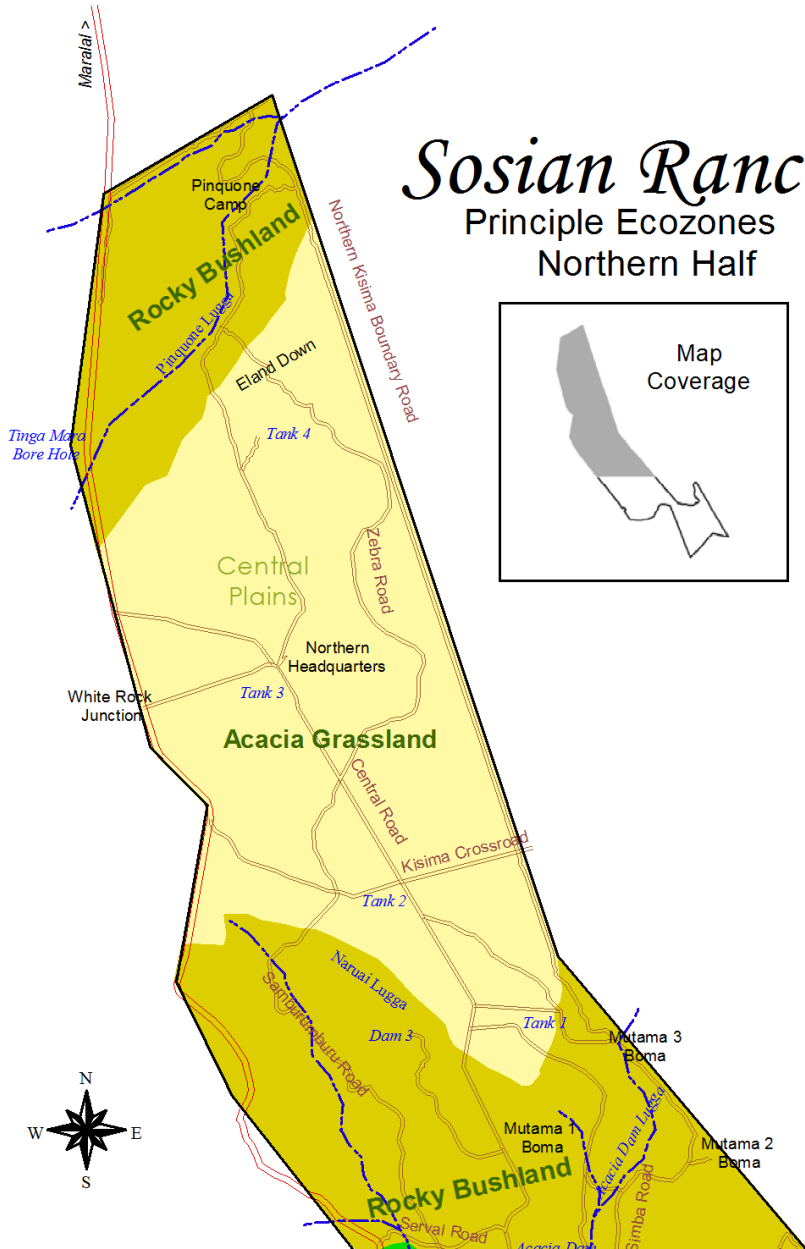 Maralal >
Sosian Ranc
Principle Ecozones
Northern Half
Map
Coverage
Pinquone
Camp
Rocky Bushland
Northern Kisima Boundary Road
Pinquone Lugga
Eland Down
Tinga Mara
Bore Hole
Tank 4
Zebra Road
Central
Plains
Northern
Headquarters
White Rock
Junction
Tank 3
Acacia Grassland
Central Road
Kisima Crossroad
Tank 2
Naruai Lugga
Samburumburu Road
Dam 3
Tank 1
Mutama 3
Boma
N
W
E
S
Mutama 1
Boma
Acacia Dam Lugga
Mutama 2
Boma
Rocky Bushland
Simba Road
Serval Road
Acacia Dam